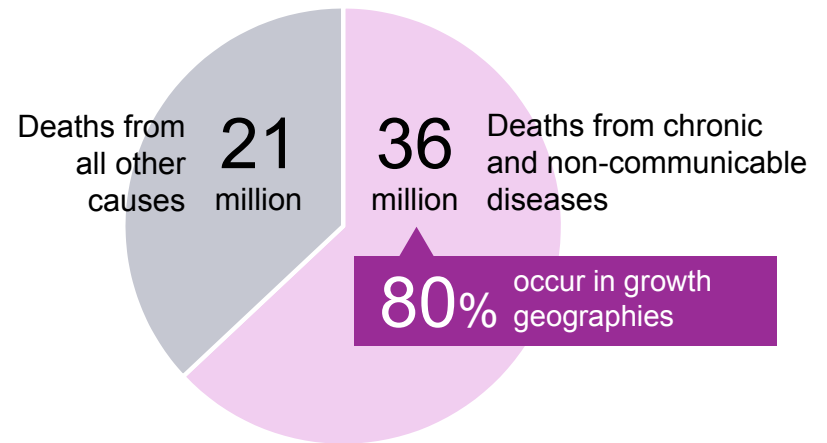 Deaths from
all other
causes
21
million
36
million
Deaths from chronic
and non-communicable
diseases
80%
occur in growth
geographies